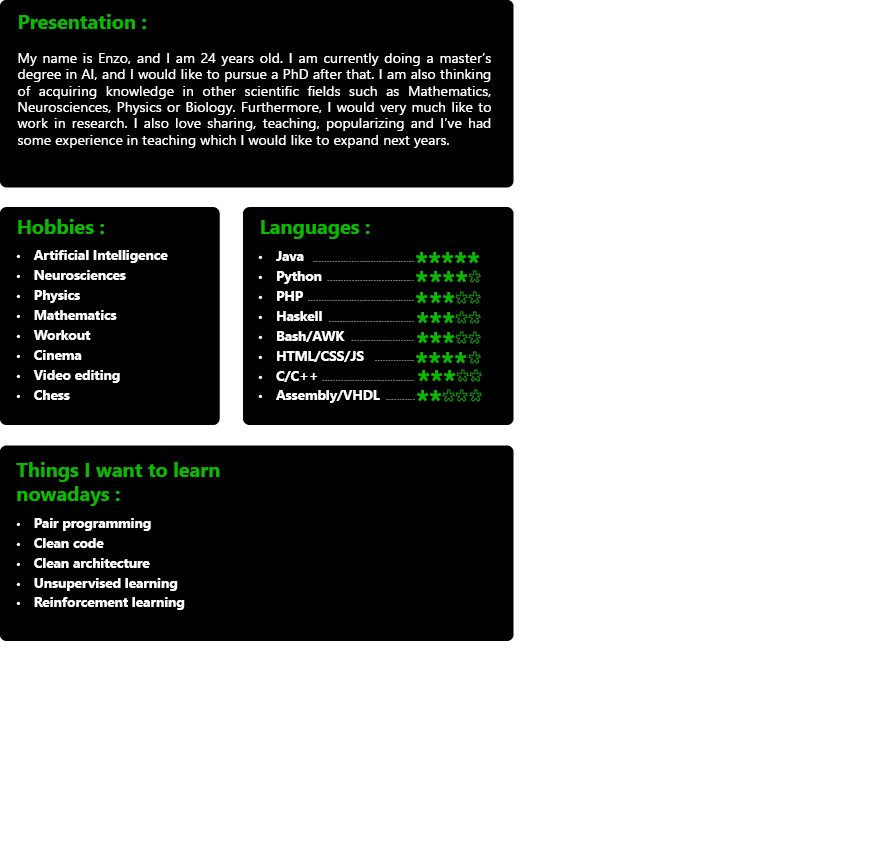 Presentation :
My name is Enzo, and I am 24 years old. I am currently doing a master's
degree in AI, and I would like to pursue a PhD after that. I am also thinking
of acquiring knowledge in other scientific fields such as Mathematics,
Neurosciences, Physics or Biology. Furthermore, I would very much like to
work in research. I also love sharing, teaching, popularizing and I've had
some experience in teaching which I would like to expand next years.
Hobbies :
• Artificial Intelligence
• Neurosciences
• Physics
• Mathematics
• Workout
• Cinema
• Video editing
• Chess
Languages :
• Java
• Python
• PHP
• Haskell
• Bash/AWK
• HTML/CSS/JS
• C/C++
• Assembly/VHDL
Things I want to learn
nowadays :
• Pair programming
• Clean code
• Clean architecture
• Unsupervised learning
• Reinforcement learning